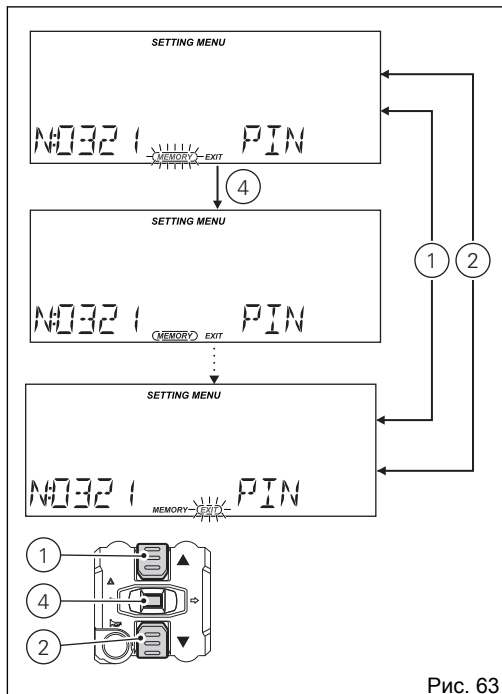 SETTING MENU
N:0321 PIN
MEMORY EXIT
4
SETTING MENU
1 2
N:0321 PIN
MEMORY EXIT
SETTING MENU
N:0321 PIN
MEMORY EXIT
1
4
2
Рис. 63